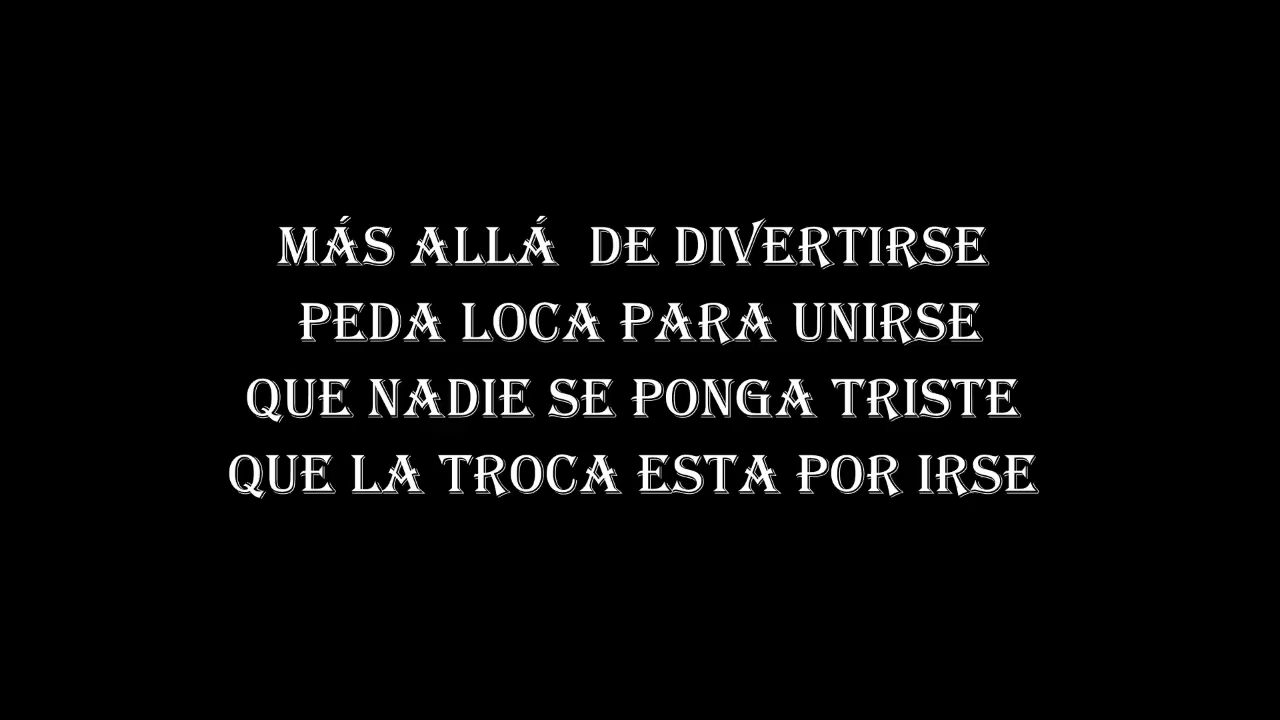 MÁS ALLÁ  DE DIVERTIRSE
PEDA LOCA PARA UNIRSE
QUE NADIE SE PONGA TRISTE
QUE LA TROCA ESTA POR IRSE